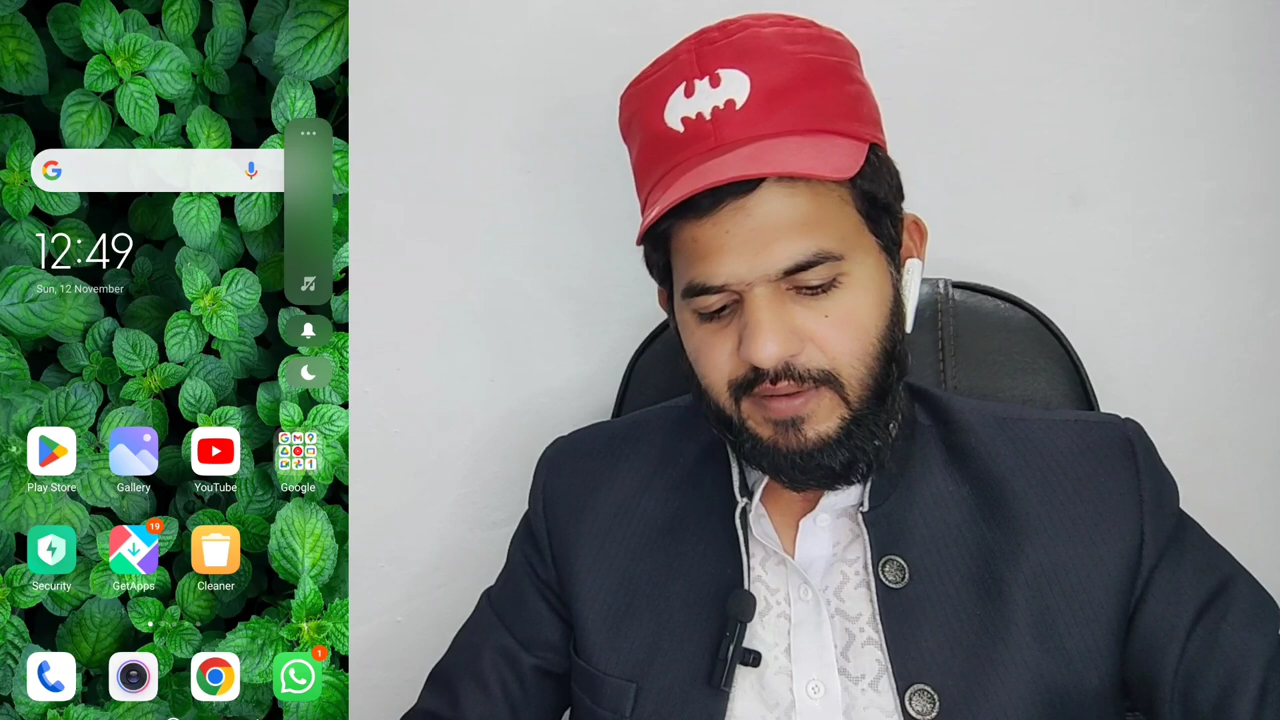 12:49
Sun, 12 November
Play Store
Gallery
YouTube
Google
19
Security
GetApps
Cleaner
1